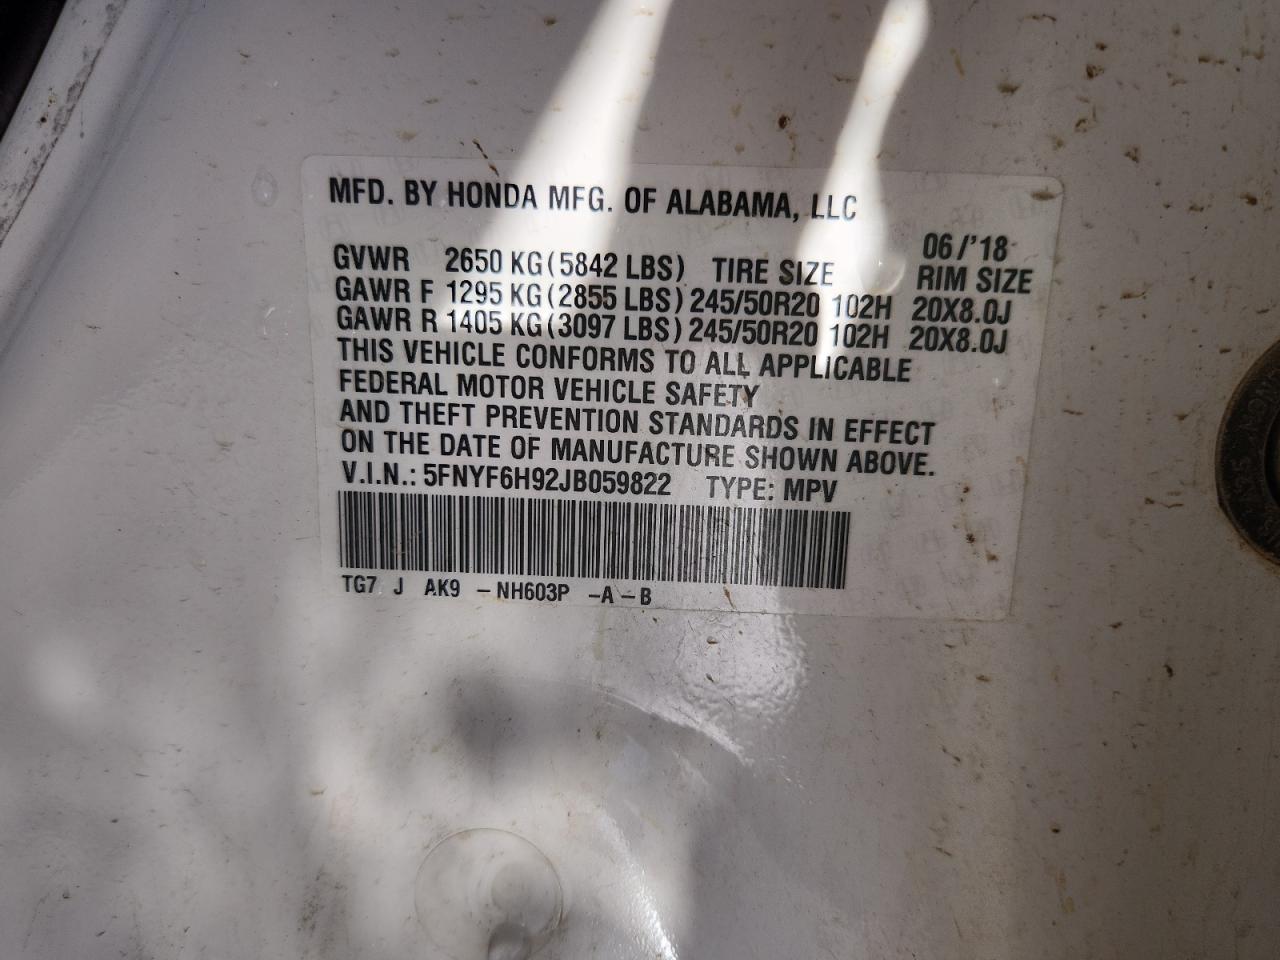 MFD. BY HONDA MFG. OF ALABAMA, LLC
06/'18
GVWR 2650 KG(5842 LBS) TIRE SIZE RIM SIZE
GAWR F 1295 KG(2855 LBS) 245/50R20 102H 20X8.0J
GAWR R 1405 KG(3097 LBS) 245/50R20 102H 20X8.0J
THIS VEHICLE CONFORMS TO ALL APPLICABLE
FEDERAL MOTOR VEHICLE SAFETY
AND THEFT PREVENTION STANDARDS IN EFFECT
ON THE DATE OF MANUFACTURE SHOWN ABOVE.
V.I.N.: 5FNYF6H92JB059822 TYPE: MPV
TG7 J AK9 -NH603P -A-B